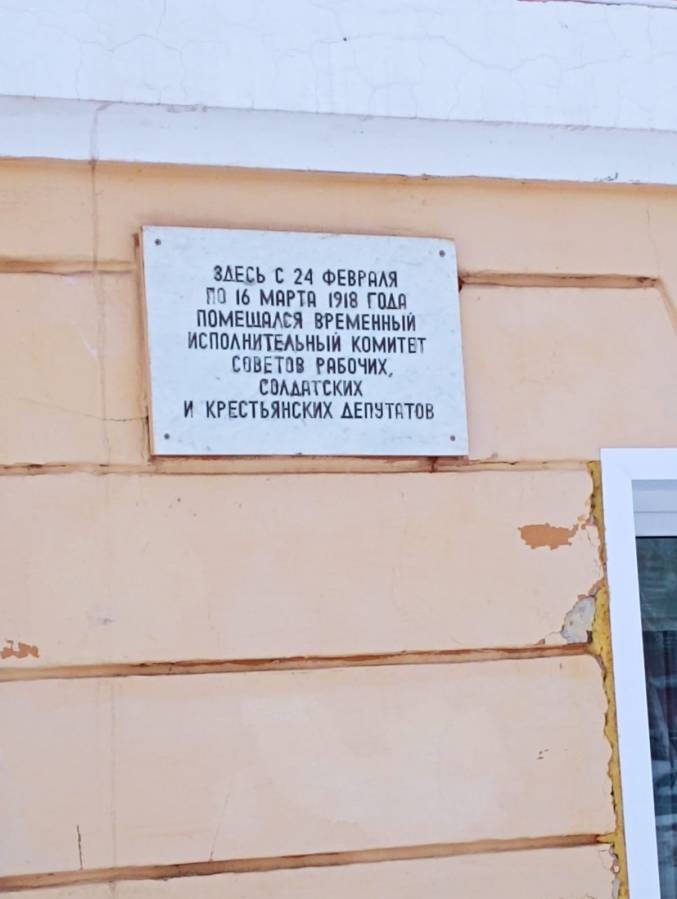 ЗДЕСЬ С 24 ФЕВРАЛЯ
ПО 16 МАРТА 1918 ГОДА
ПОМЕЩАЛСЯ ВРЕМЕННЫЙ
ИСПОЛНИТЕЛЬНЫЙ КОМИТЕТ
СОВЕТОВ РАБОЧИХ,
СОЛДАТСКИХ
И КРЕСТЬЯНСКИХ ДЕПУТАТОВ